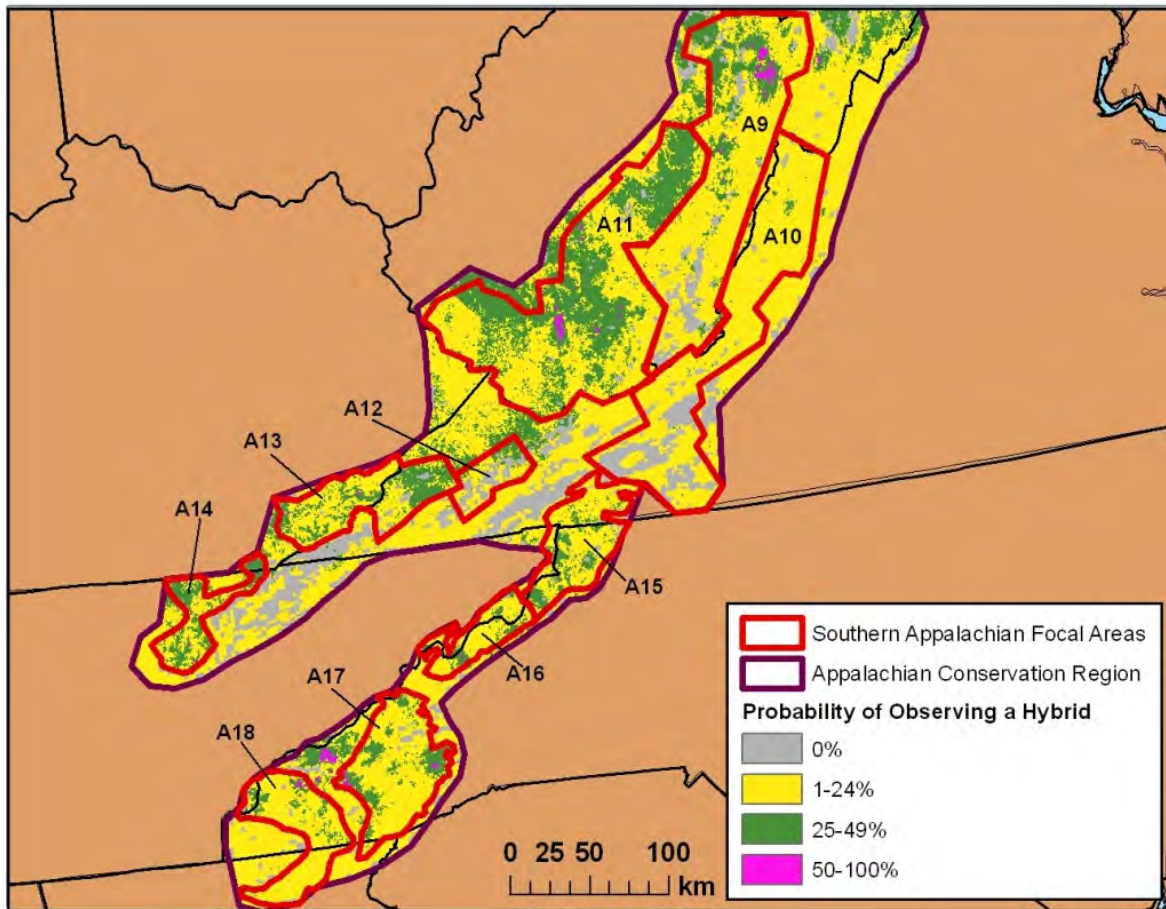 A9
A10
A11
A12
A13
A14
A15
A16
A17
A18
0 25 50 100
km
Southern Appalachian Focal Areas
Appalachian Conservation Region
Probability of Observing a Hybrid
0%
1-24%
25-49%
50-100%